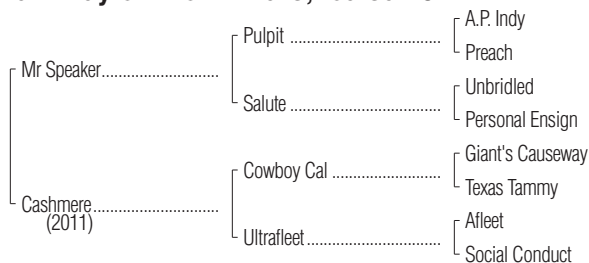 A.P. Indy
Pulpit
Preach
Mr Speaker
Unbridled
Salute
Personal Ensign
Giant's Causeway
Cowboy Cal
Texas Tammy
Cashmere
(2011)
Afleet
Ultrafleet
Social Conduct